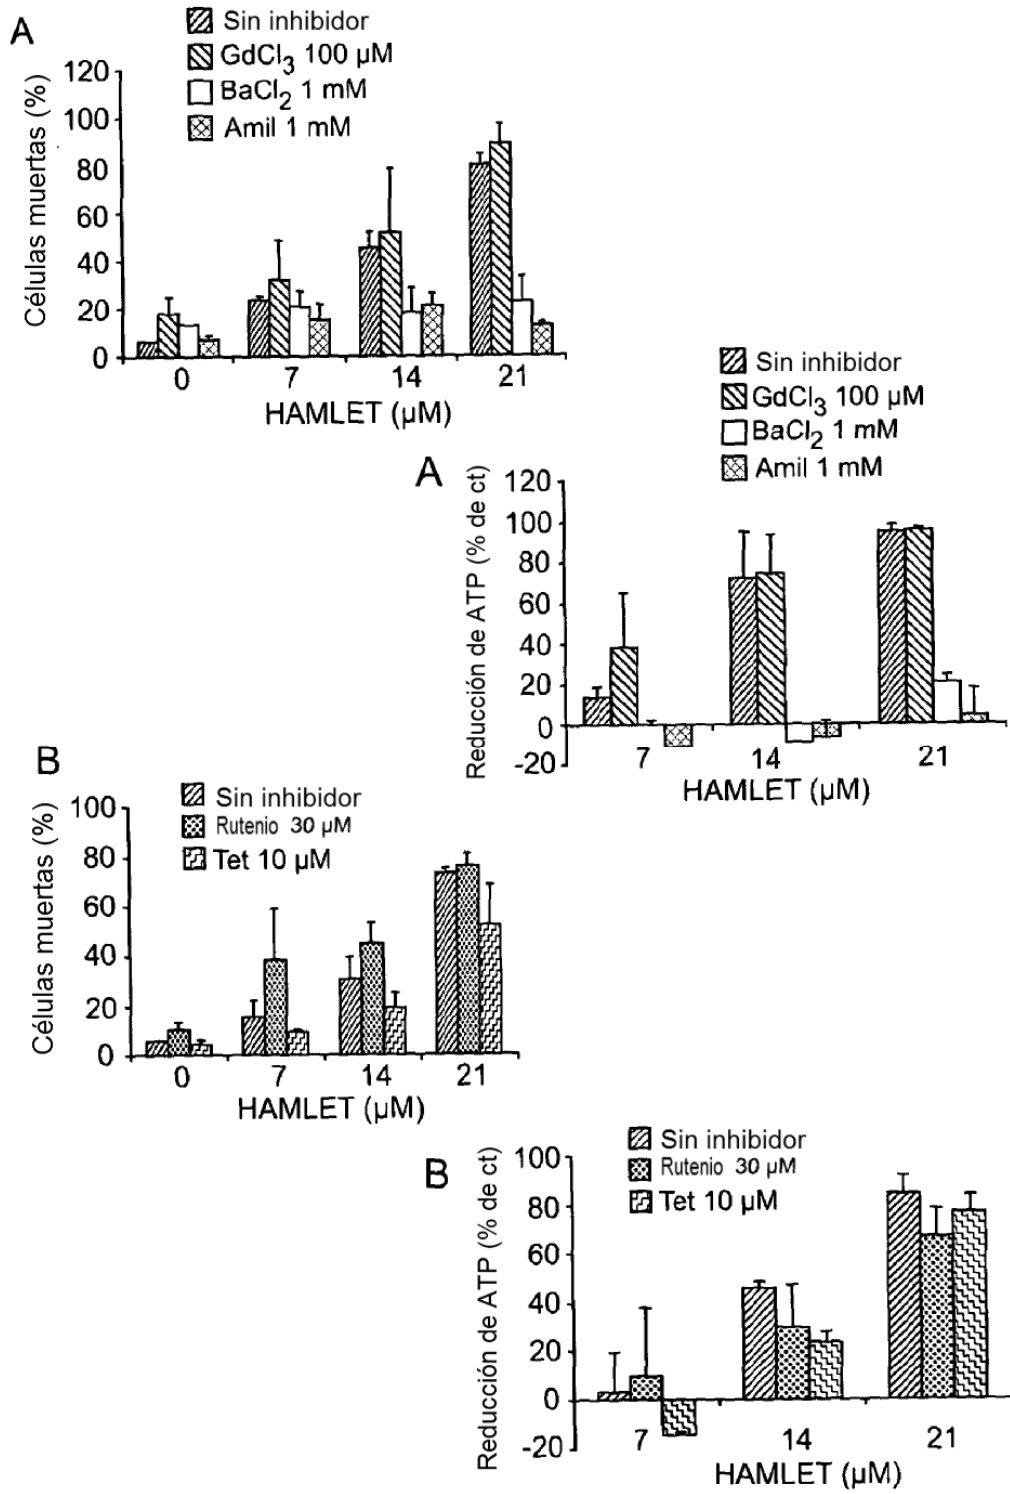 A
Sin inhibidor
GdCl3 100 µM
BaCl2 1 mM
Amil 1 mM
Células muertas (%)
120
100
80
60
40
20
0
0 7 14 21
HAMLET (µM)
Sin inhibidor
GdCl3 100 µM
BaCl2 1 mM
Amil 1 mM
A
Reducción de ATP (% de ct)
120
100
80
60
40
20
0
-20
7 14 21
HAMLET (µM)
B
Sin inhibidor
Rutenio 30 µM
Tet 10 µM
Células muertas (%)
100
80
60
40
20
0
0 7 14 21
HAMLET (µM)
B
Sin inhibidor
Rutenio 30 µM
Tet 10 µM
Reducción de ATP (% de ct)
100
80
60
40
20
0
-20
7 14 21
HAMLET (µM)